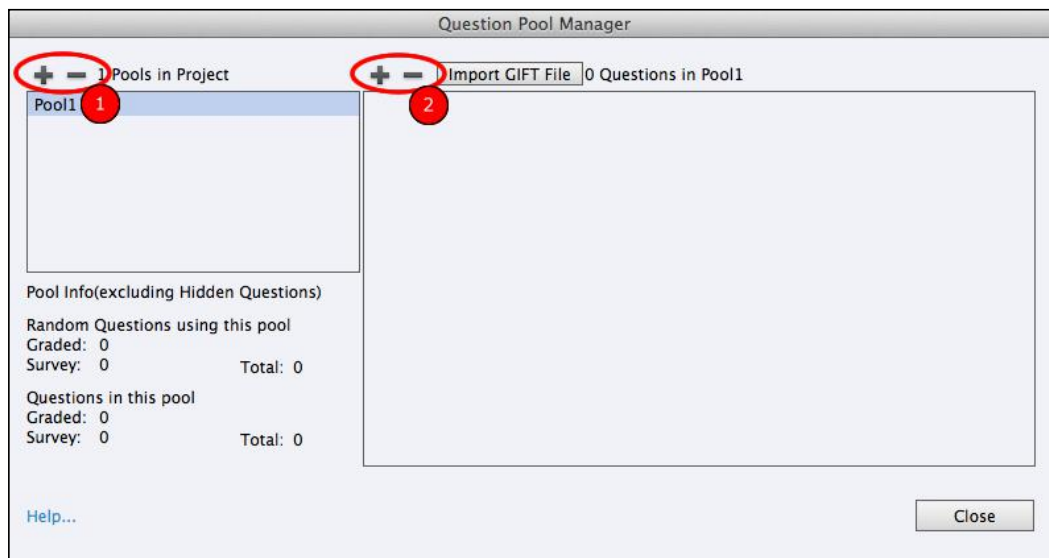 Question Pool Manager
+ - 1 Pools in Project
+ - Import GIFT File 0 Questions in Pool1
Pool1 1
2
Pool Info(excluding Hidden Questions)
Random Questions using this pool
Graded: 0
Survey: 0 Total: 0
Questions in this pool
Graded: 0
Survey: 0 Total: 0
Help...
Close